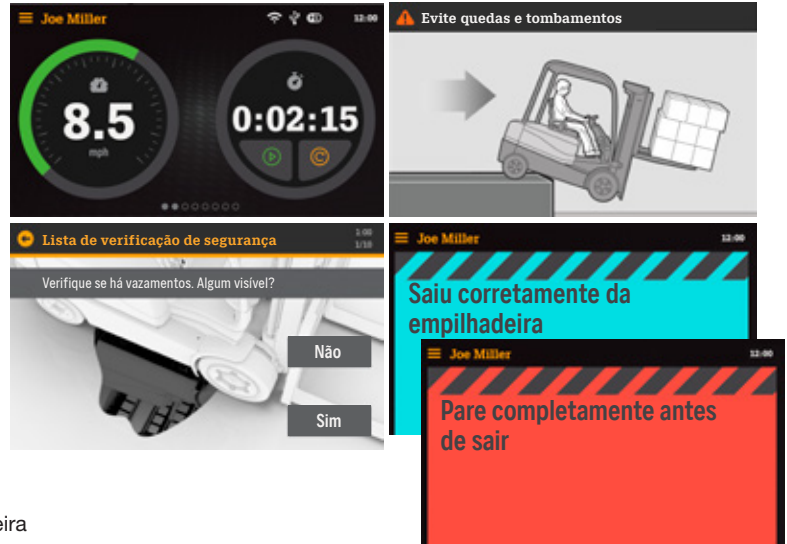 Joe Miller
12:00
8.5
mph
0:02:15
Evite quedas e tombamentos
Lista de verificação de segurança
1:00
1/10
Verifique se há vazamentos. Algum visível?
Não
Sim
Joe Miller
12:00
Saiu corretamente da
empilhadeira
Joe Miller
12:00
Pare completamente antes
de sair
eira